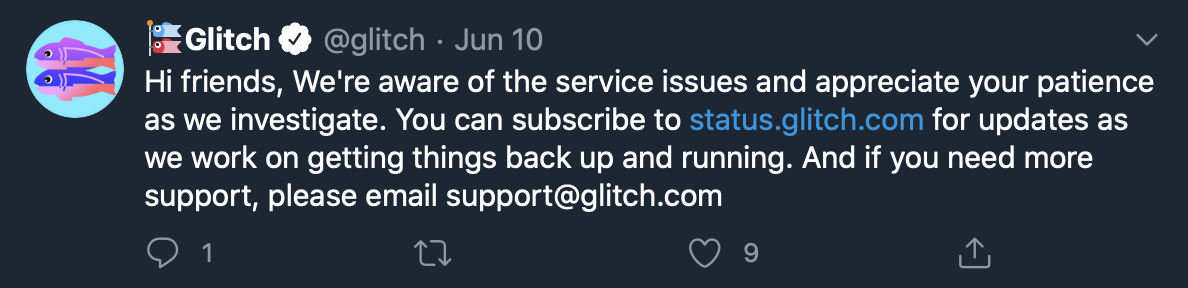 Glitch @glitch · Jun 10
Hi friends, We're aware of the service issues and appreciate your patience
as we investigate. You can subscribe to status.glitch.com for updates as
we work on getting things back up and running. And if you need more
support, please email support@glitch.com
1 9